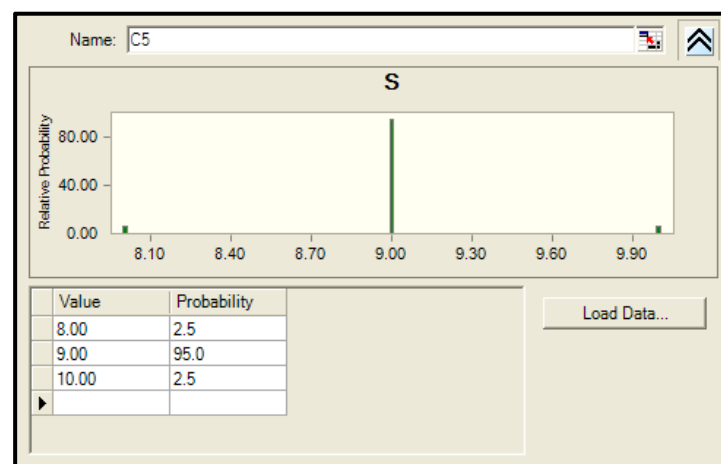 Name: C5
S
Relative Probability
80.00
40.00
0.00
8.10 8.40 8.70 9.00 9.30 9.60 9.90
Value Probability
8.00 2.5
9.00 95.0
10.00 2.5
Load Data...